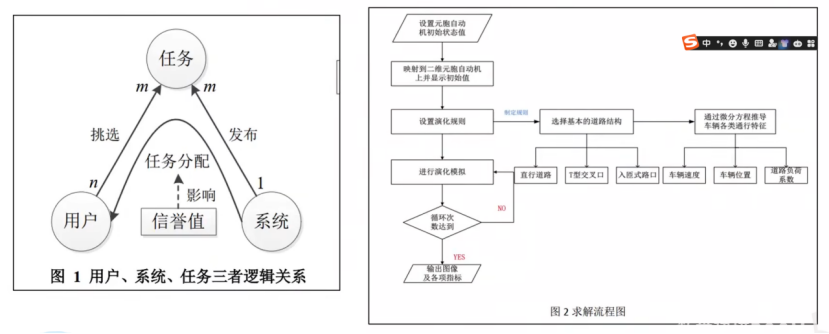 任务
m
m
挑选
发布
任务分配
n
影响
1
用户
信誉值
系统
图 1 用户、系统、任务三者逻辑关系
设置元胞自动
机初始状态值
映射到二维元胞自动机
上并显示初始值
设置演化规则
制定规则
选择基本的道路结构
通过微分方程推导
车辆各类通行特征
进行演化模拟
直行道路
T型交叉口
入匝式路口
车辆速度
车辆位置
道路负荷
系数
NO
循环次
数达到
YES
输出图像
及各项指标
图 2 求解流程图
S 中